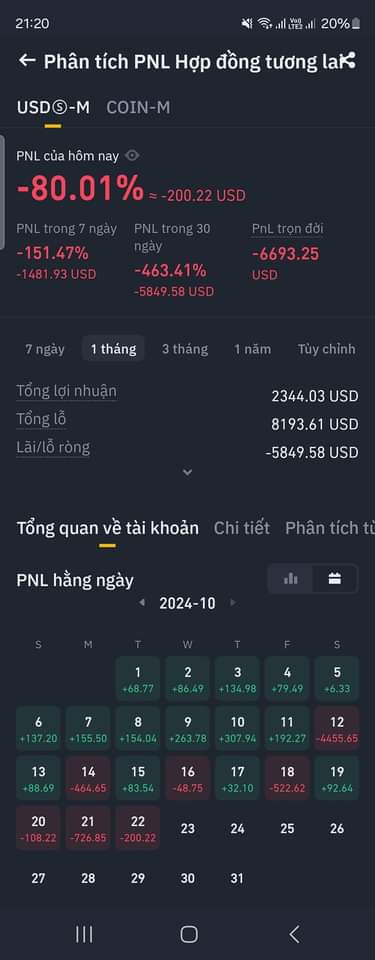 21:20
Vo))
LTE2
20%
Phân tích PNL Hợp đồng tương lai
USDⓈ-M COIN-M
PNL của hôm nay
-80.01% ≈ -200.22 USD
PNL trong 7 ngày
-151.47%
-1481.93 USD
PNL trong 30
ngày
-463.41%
-5849.58 USD
PNL trọn đời
-6693.25
USD
7 ngày 1 tháng 3 tháng 1 năm Tùy chỉnh
Tổng lợi nhuận 2344.03 USD
Tổng lỗ 8193.61 USD
Lãi/lỗ ròng -5849.58 USD
Tổng quan về tài khoản Chi tiết Phân tích
PNL hằng ngày
2024-10
S M T W T F S
1 2 3 4 5
+68.77 +86.49 +134.98 +79.49 +6.33
6 7 8 9 10 11 12
+137.20 +155.50 +154.04 +263.78 +307.94 +192.27 -4455.65
13 14 15 16 17 18 19
+88.69 -464.65 +83.54 -48.75 +32.10 -522.62 +92.64
20 21 22 23 24 25 26
-108.22 -726.85 -200.22
27 28 29 30 31